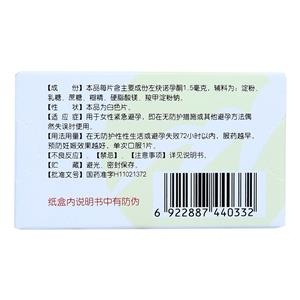 【成　份】本品每片含主要成份左炔诺孕酮1.5毫克，辅料为：淀粉、
乳糖、蔗糖、糊精、硬脂酸镁、羧甲淀粉钠。
【性　状】本品为白色片。
【适 应 症】用于女性紧急避孕，即在无防护措施或其他避孕方法偶
然失误时使用。
【用法用量】在无防护性性生活或避孕失败72小时以内，服药越早，
预防妊娠效果越好，单次口服1片。
【不良反应】、【禁忌】、【注意事项】详见说明书。
【贮　藏】避光，密封保存。
【批准文号】国药准字H11021372
纸盒内说明书中有防伪
6 922887 440332